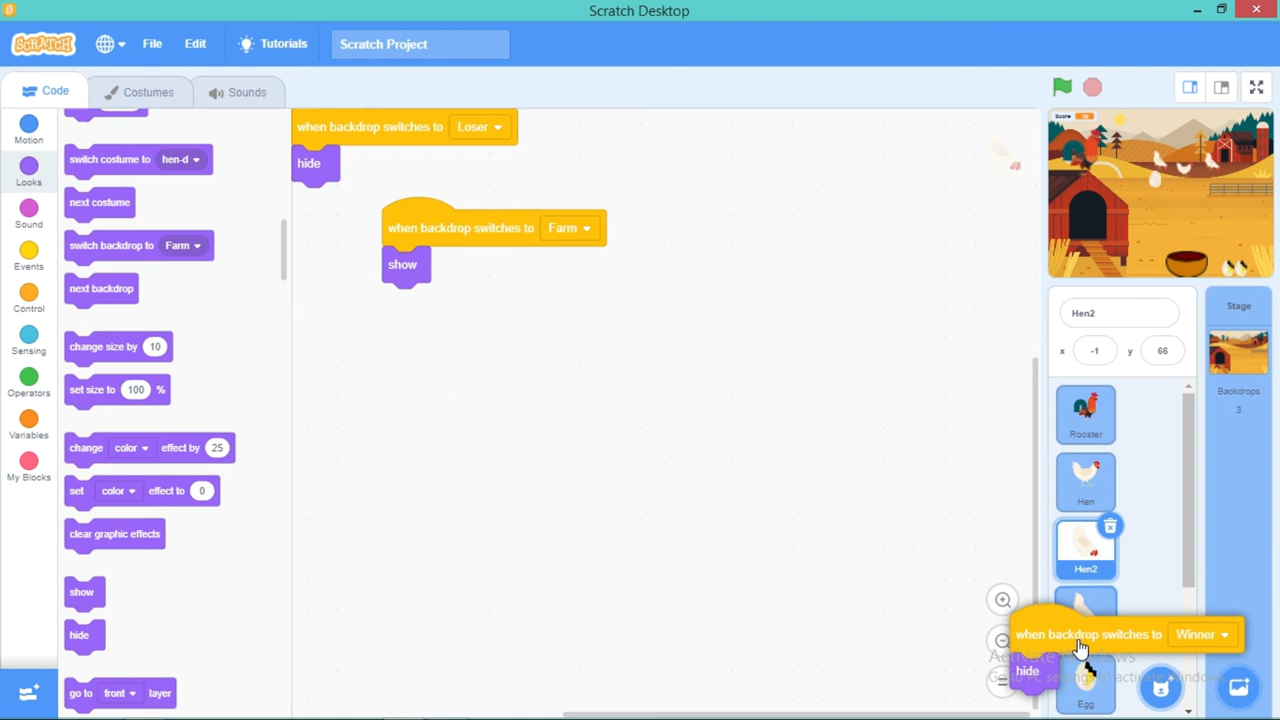 Scratch Desktop
SCRATCH
File
Edit
Tutorials
Scratch Project
Code
Costumes
Sounds
Motion
Looks
Sound
Events
Control
Sensing
Operators
Variables
My Blocks
switch costume to hen-d
next costume
switch backdrop to Farm
next backdrop
change size by 10
set size to 100 %
change color effect by 25
set color effect to 0
clear graphic effects
show
hide
go to front layer
when backdrop switches to Loser
hide
when backdrop switches to Farm
show
Score
Hen2
x -1 y 66
Stage
Backdrops
3
Rooster
Hen
Hen2
when backdrop switches to Winner
hide
Egg